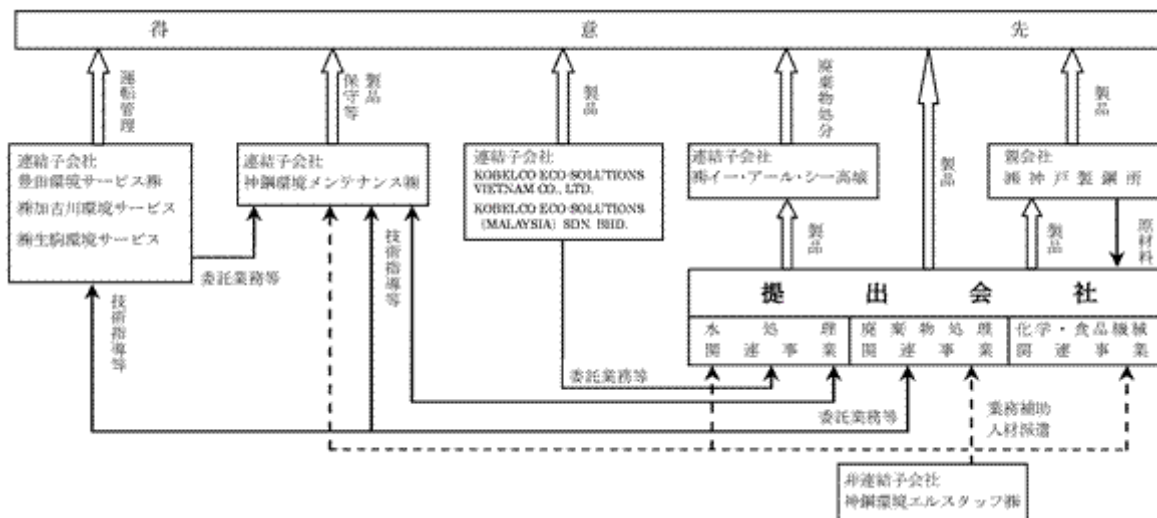 得意先
運転管理
製品
保守等
製品
廃棄物処分
製品
製品
連結子会社
豊田環境サービス㈱
㈱加古川環境サービス
㈱生駒環境サービス
連結子会社
神鋼環境メンテナンス㈱
連結子会社
KOBELCO ECO-SOLUTIONS
VIETNAM CO., LTD.
KOBELCO ECO-SOLUTIONS
(MALAYSIA) SDN. BHD.
連結子会社
㈱イー・アール・シー高城
親会社
㈱神戸製鋼所
委託業務等
技術指導等
技術指導等
製品
製品
原材料
提出会社
水処理
関連事業
廃棄物処理
関連事業
化学・食品機械
関連事業
委託業務等
委託業務等
業務補助
人材派遣
非連結子会社
神鋼環境エルスタッフ㈱